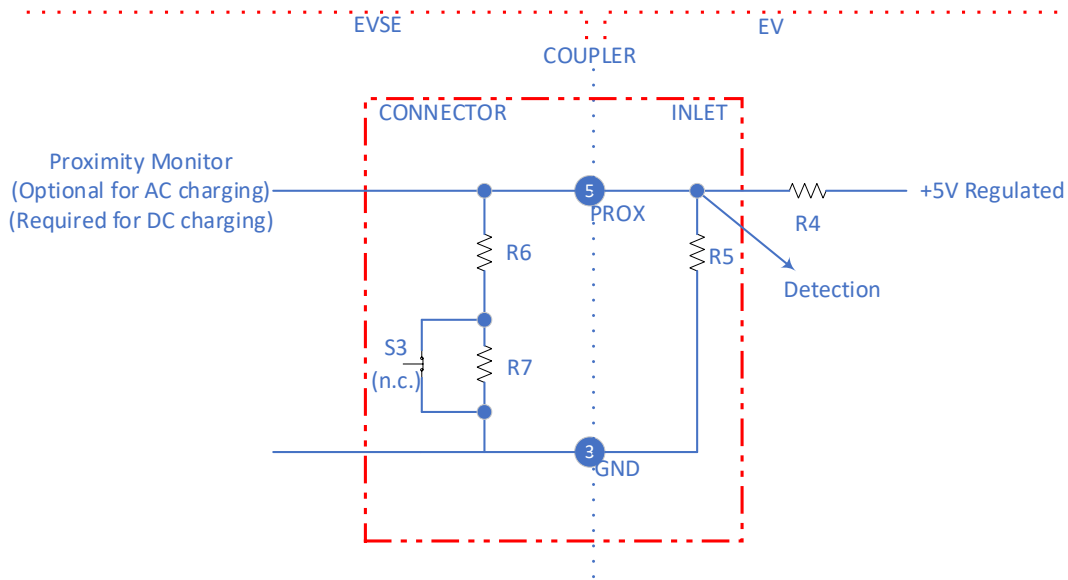 EVSE
EV
COUPLER
CONNECTOR
INLET
Proximity Monitor
(Optional for AC charging)
(Required for DC charging)
5
PROX
+5V Regulated
R4
R6
R5
Detection
S3
(n.c.)
R7
3
GND